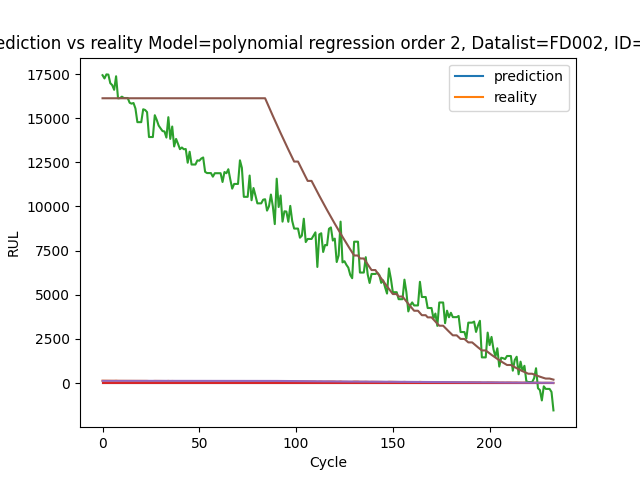 ediction vs reality Model=polynomial regression order 2, Datalist=FD002, ID=
17500
15000
12500
10000
7500
5000
2500
0
RUL
prediction
reality
0 50 100 150 200
Cycle